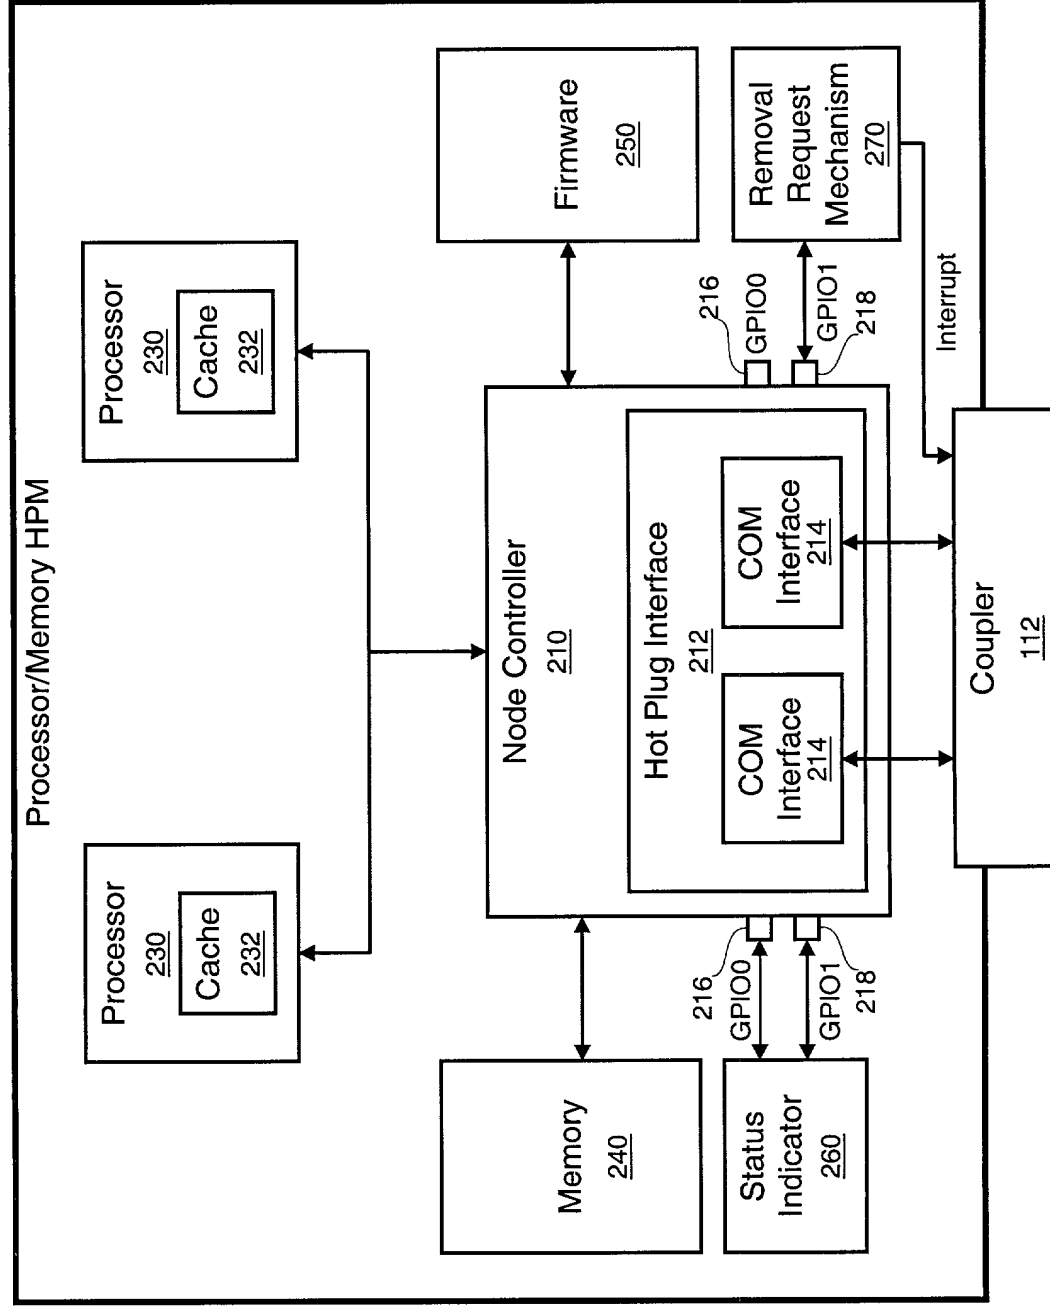 Processor/Memory HPM
Processor
230
Cache
232
Processor
230
Cache
232
Memory
240
Node Controller
210
Firmware
250
Hot Plug Interface
212
COM
Interface
214
COM
Interface
214
Status
Indicator
260
216
GPIO0
GPIO1
218
216
GPIO0
GPIO1
218
Removal
Request
Mechanism
270
Interrupt
Coupler
112